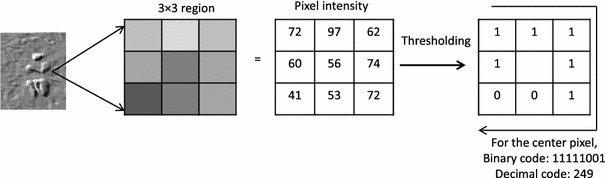 3×3 region
Pixel intensity
72 97 62
60 56 74
41 53 72
=
Thresholding
1 1 1
1 1
0 0 1
For the center pixel,
Binary code: 11111001
Decimal code: 249